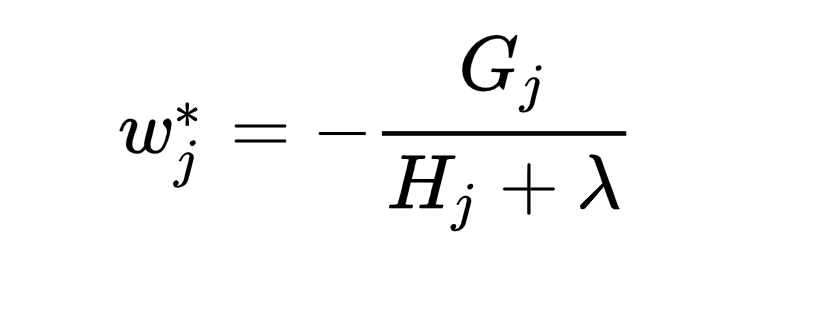 w_j^* = -\frac{G_j}{H_j + \lambda}